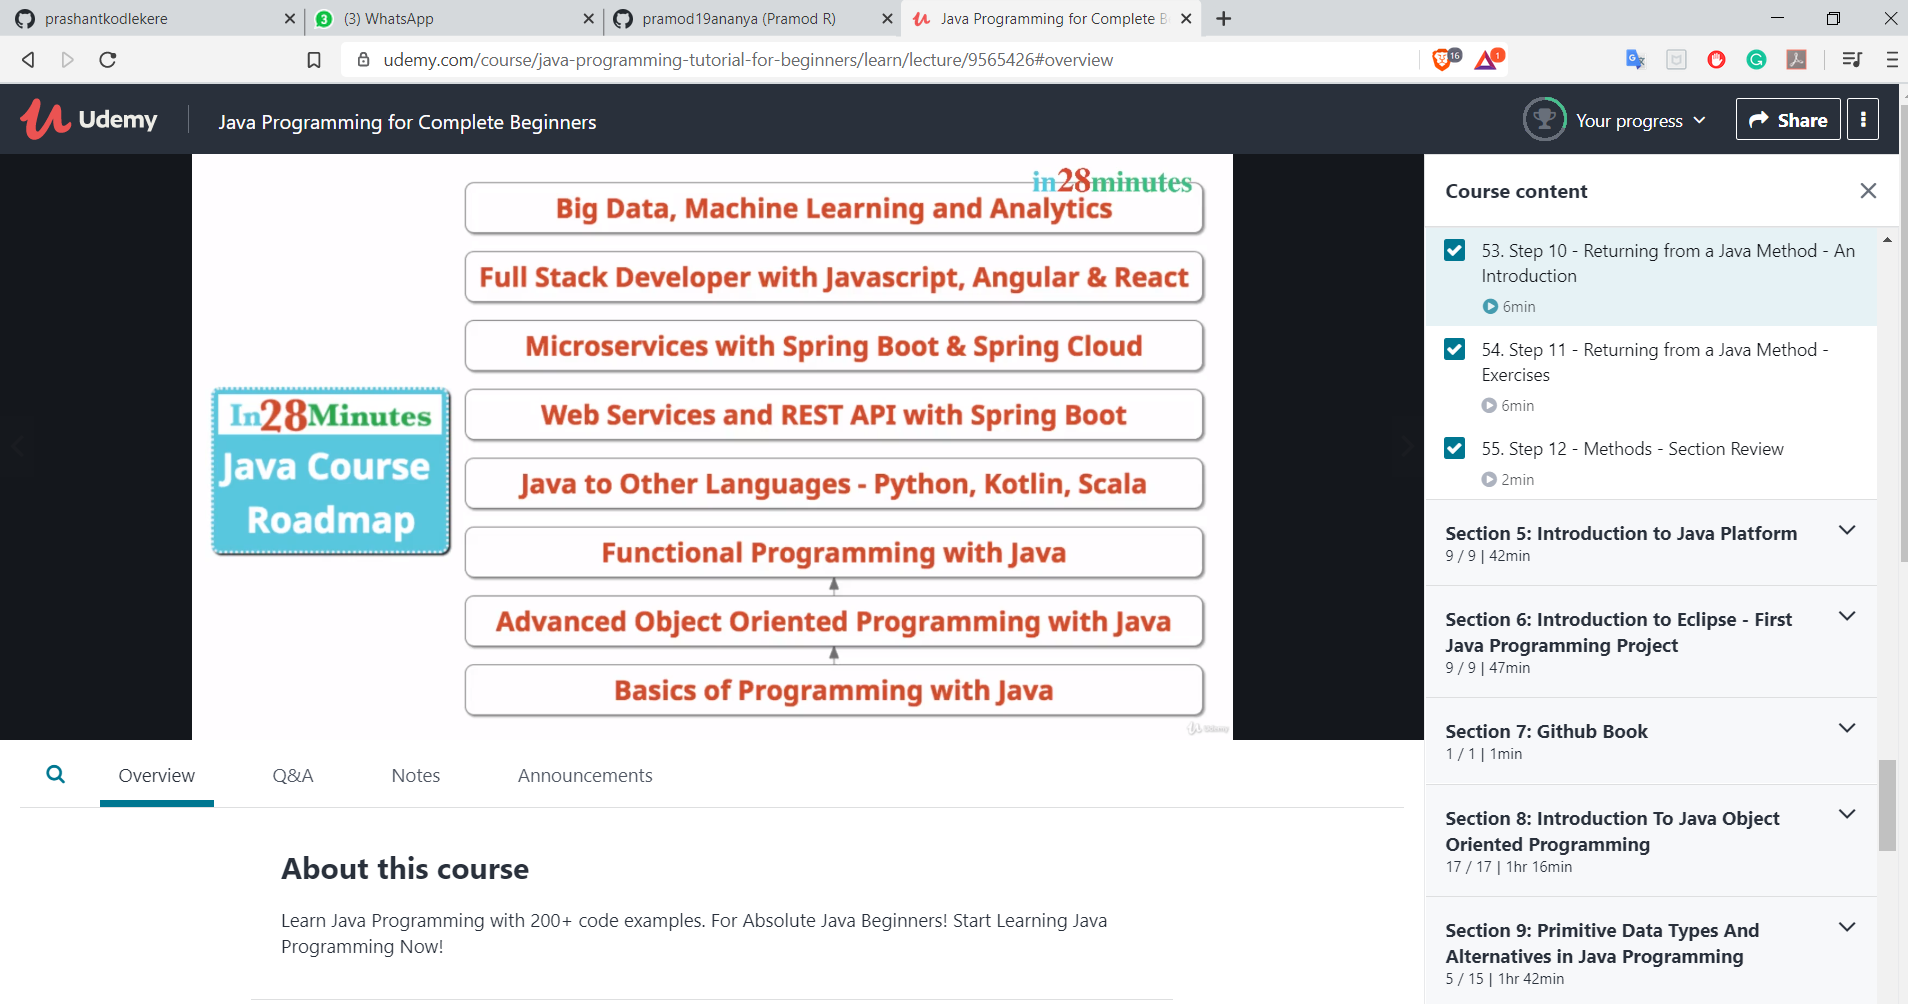 prashantkodlekere
3
(3) WhatsApp
pramod19ananya (Pramod R)
Java Programming for Complete B
udemy.com/course/java-programming-tutorial-for-beginners/learn/lecture/9565426#overview
16
1
Udemy
Java Programming for Complete Beginners
Your progress
Share
in28minutes
Big Data, Machine Learning and Analytics
Full Stack Developer with Javascript, Angular & React
Microservices with Spring Boot & Spring Cloud
Web Services and REST API with Spring Boot
Java to Other Languages - Python, Kotlin, Scala
Functional Programming with Java
Advanced Object Oriented Programming with Java
Basics of Programming with Java
In28Minutes
Java Course
Roadmap
Udemy
Course content
53. Step 10 - Returning from a Java Method - An
Introduction
6min
54. Step 11 - Returning from a Java Method -
Exercises
6min
55. Step 12 - Methods - Section Review
2min
Section 5: Introduction to Java Platform
9 / 9 | 42min
Section 6: Introduction to Eclipse - First
Java Programming Project
9 / 9 | 47min
Section 7: Github Book
1 / 1 | 1min
Section 8: Introduction To Java Object
Oriented Programming
17 / 17 | 1hr 16min
Section 9: Primitive Data Types And
Alternatives in Java Programming
5 / 15 | 1hr 42min
Overview
Q&A
Notes
Announcements
About this course
Learn Java Programming with 200+ code examples. For Absolute Java Beginners! Start Learning Java
Programming Now!